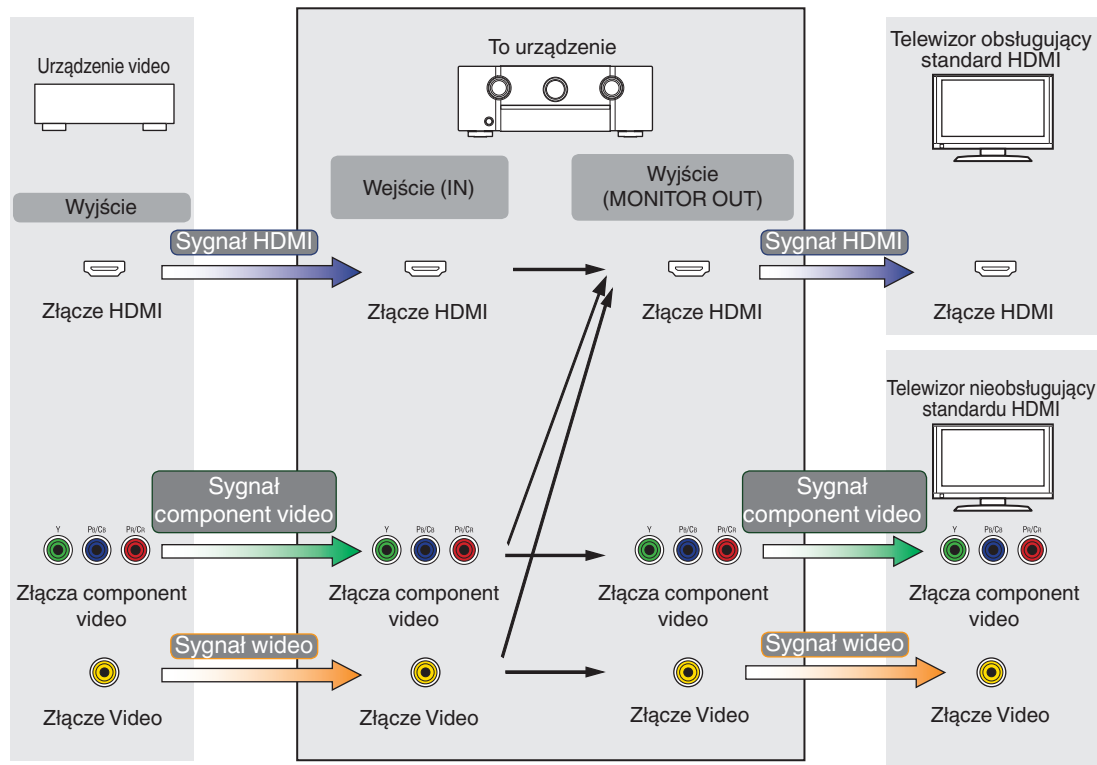 Urządzenie video
To urządzenie
Telewizor obsługujący
standard HDMI
Wyjście
Wejście (IN)
Wyjście
(MONITOR OUT)
Sygnał HDMI
Sygnał HDMI
Złącze HDMI
Złącze HDMI
Złącze HDMI
Złącze HDMI
Telewizor nieobsługujący
standardu HDMI
Sygnał
component video
Sygnał
component video
Y PB/CB PR/CR
Y PB/CB PR/CR
Y PB/CB PR/CR
Y PB/CB PR/CR
Złącza component
video
Złącza component
video
Złącza component
video
Złącza component
video
Sygnał wideo
Sygnał wideo
Złącze Video
Złącze Video
Złącze Video
Złącze Video